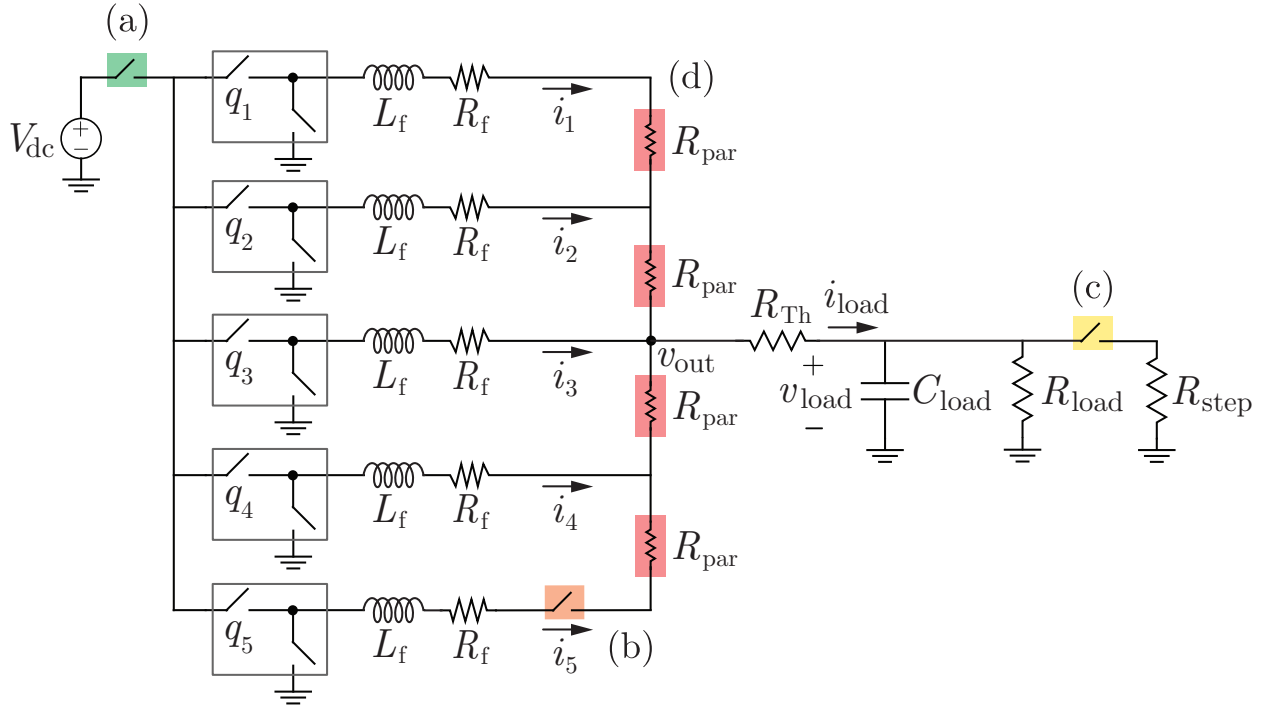 (a)
V_dc
+
−
q_1
L_f
R_f
i_1
(d)
R_par
q_2
L_f
R_f
i_2
R_par
q_3
L_f
R_f
i_3
v_out
R_Th
i_load
+
v_load
−
C_load
R_load
(c)
R_step
R_par
q_4
L_f
R_f
i_4
R_par
q_5
L_f
R_f
i_5
(b)